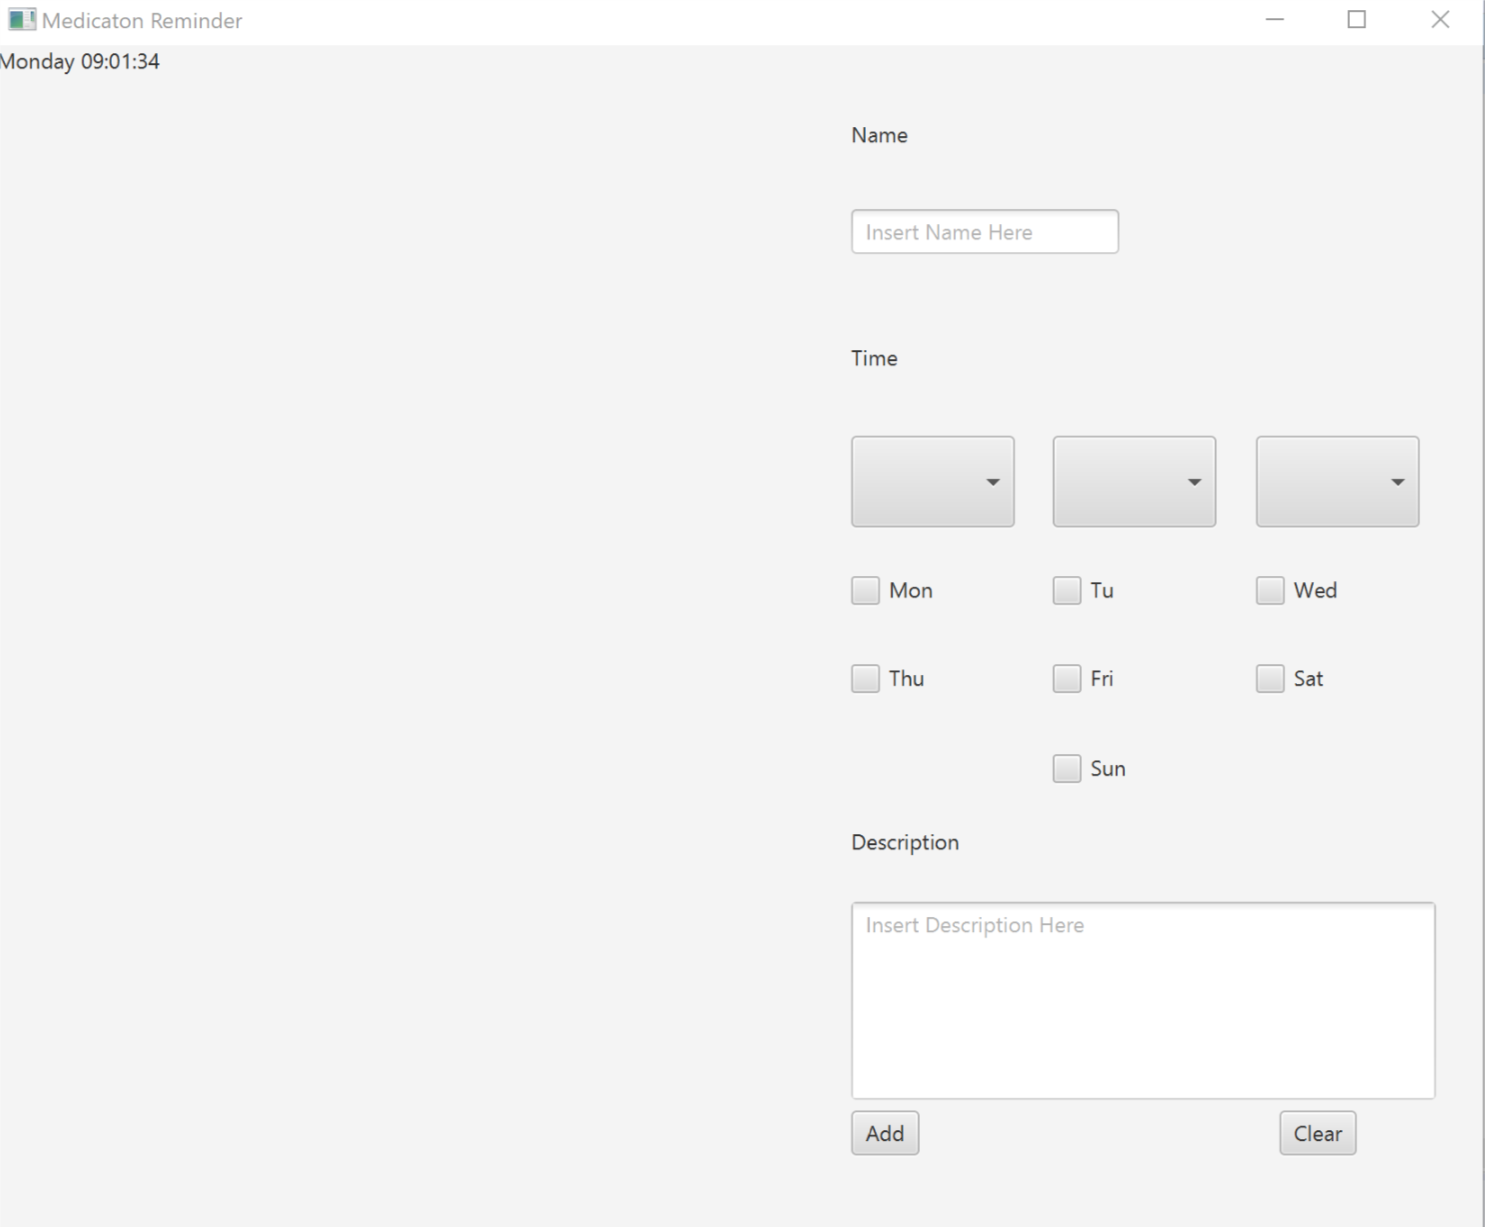 Medicaton Reminder
Monday 09:01:34
Name
Insert Name Here
Time
Mon Tu Wed
Thu Fri Sat
Sun
Description
Insert Description Here
Add Clear